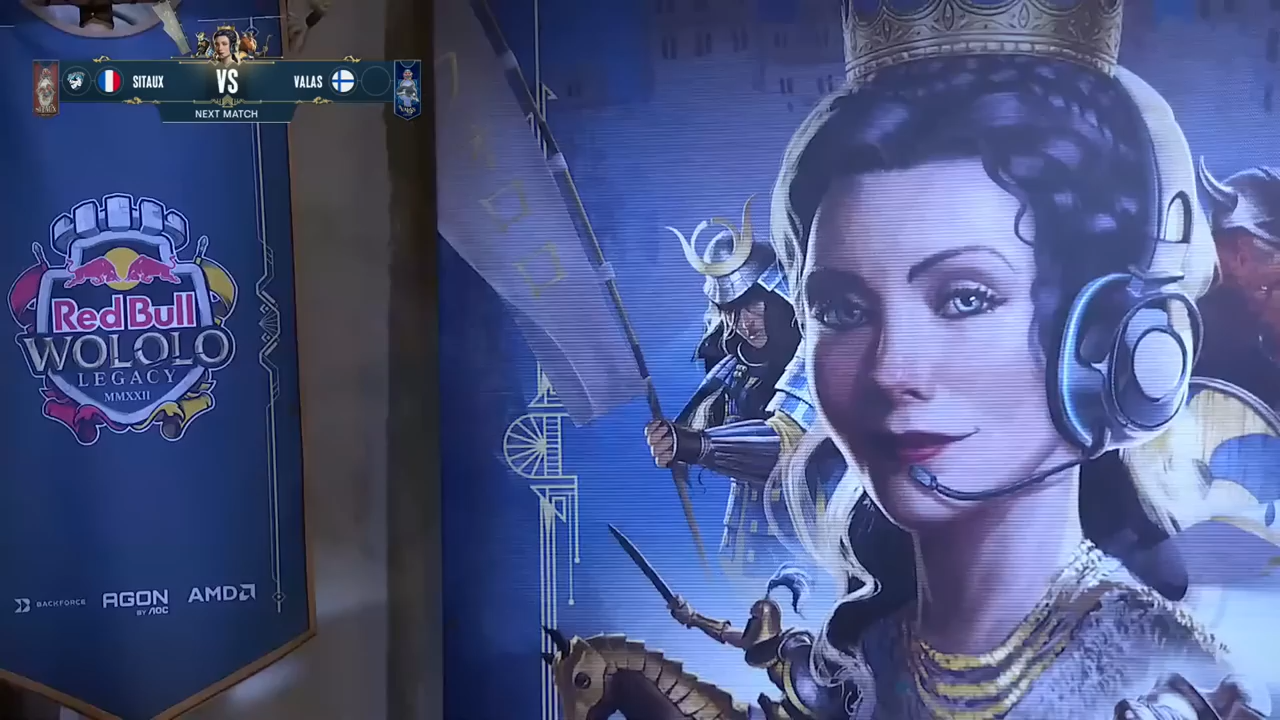 SITAUX
VS
VALAS
NEXT MATCH
Red Bull
WOLOLO
LEGACY
MMXXII
BACKFORCE
AGON
BY AOC
AMD